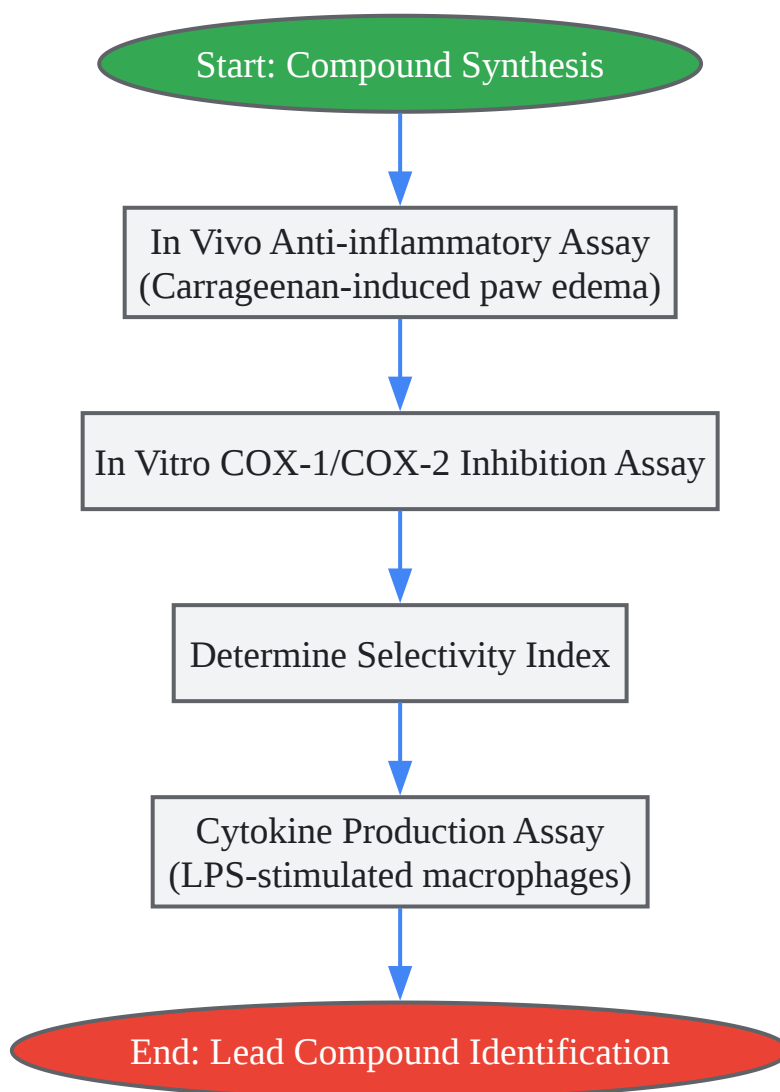 Start: Compound Synthesis
In Vivo Anti-inflammatory Assay
(Carrageenan-induced paw edema)
In Vitro COX-1/COX-2 Inhibition Assay
Determine Selectivity Index
Cytokine Production Assay
(LPS-stimulated macrophages)
End: Lead Compound Identification